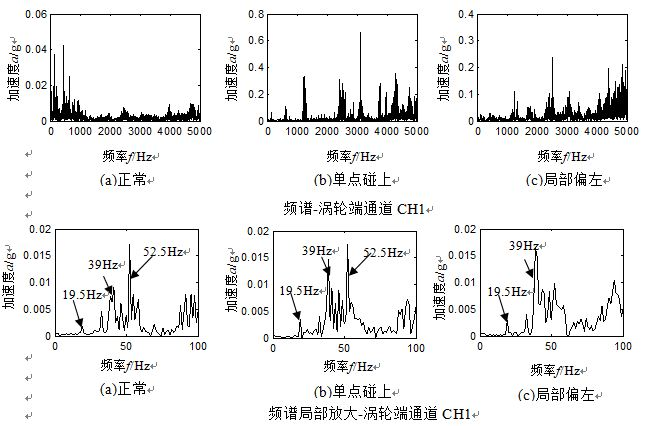 0.06 0.04 0.02 0
加速度a/g
0 1000 2000 3000 4000 5000
频率f/Hz
(a)正常
0.8 0.6 0.4 0.2 0
加速度a/g
0 1000 2000 3000 4000 5000
频率f/Hz
(b)单点碰上
0.4 0.3 0.2 0.1 0
加速度a/g
0 1000 2000 3000 4000 5000
频率f/Hz
(c)局部偏左
频谱-涡轮端通道 CH1
0.02 0.015 0.01 0.005 0
加速度a/g
19.5Hz 39Hz 52.5Hz
0 50 100
频率f/Hz
(a)正常
0.02 0.015 0.01 0.005 0
加速度a/g
19.5Hz 39Hz 52.5Hz
0 50 100
频率f/Hz
(b)单点碰上
0.02 0.015 0.01 0.005 0
加速度a/g
19.5Hz 39Hz
0 50 100
频率f/Hz
(c)局部偏左
频谱局部放大-涡轮端通道 CH1